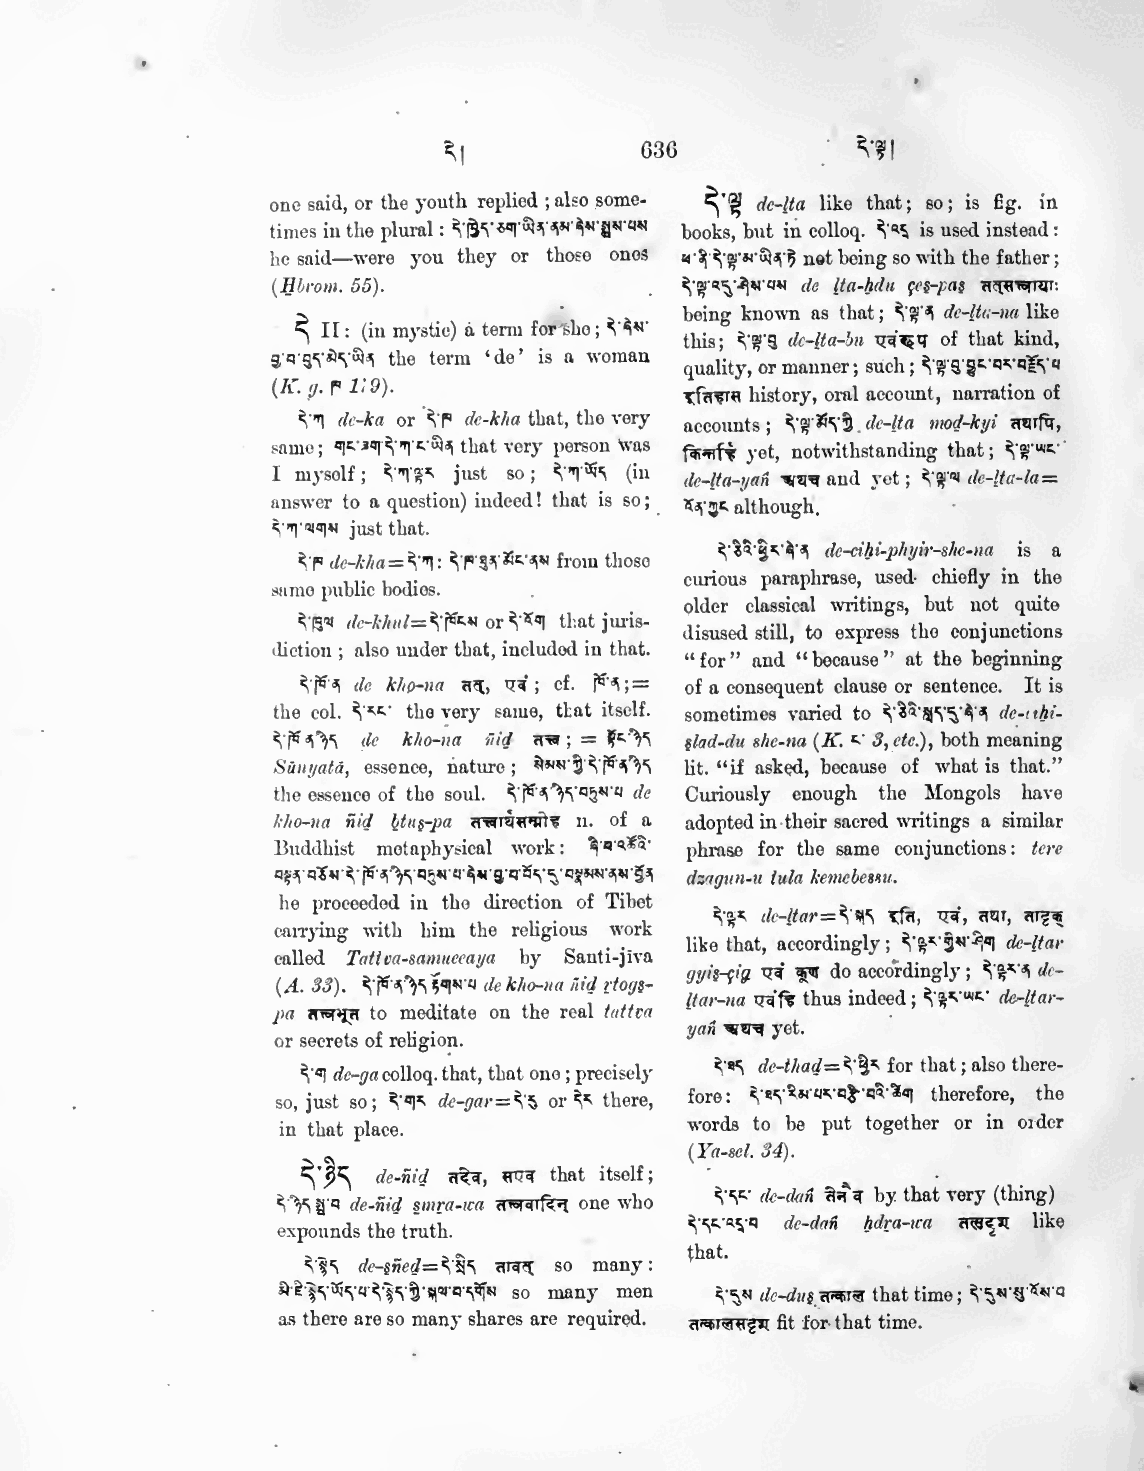 དེ།
636
དེ་ལྟ།
one said, or the youth replied ; also some-
times in the plural : དེ་ཁྱེད་ཅག་ཡིན་ནམ་ཞེས་སྨྲས་པས
he said—were you they or those ones
(Hbrom. 55).
དེ II: (in mystic) a term for she ; དེ་ཞེས་
བྱ་བ་བུད་མེད་ཡིན the term ‘de’ is a woman
(K. g. ཁ 179).
དེ་ཀ de-ka or དེ་ཁ de-kha that, the very
same ; གང་ཟག་དེ་ཀ་ང་ཡིན that very person was
I myself ; དེ་ཀ་ལྟར just so ; དེ་ཀ་ཡོད (in
answer to a question) indeed! that is so;
དེ་ཀ་ལགས just that.
དེ་ཁ de-kha=དེ་ཀ: དེ་ཁ་ཐུན་མོང་ནས from those
same public bodies.
དེ་ཁུལ de-khul=དེ་ཁོངས or དེ་འོག that juris-
diction ; also under that, included in that.
དེ་ཁོ་ན de kho-na तत्, एवं ; cf. ཁོ་ན ;=
the col. དེ་རང་ the very same, that itself.
དེ་ཁོ་ན་ཉིད de kho-na ñid तत्त्व ; = སྟོང་ཉིད
Sūnyatā, essence, nature ; སེམས་ཀྱི་དེ་ཁོ་ན་ཉིད
the essence of the soul. དེ་ཁོ་ན་ཉིད་བཏུས་པ de
kho-na ñid btus-pa तत्त्वार्थसमुच्चय n. of a
Buddhist metaphysical work : ཞི་བ་འཚོའི་
བསྟན་བཅོས་དེ་ཁོ་ན་ཉིད་བཏུས་པ་ཞེས་བྱ་བ་བོད་དུ་བསྣམས་ནས་བྱོན
he proceeded in the direction of Tibet
carrying with him the religious work
called Tattva-samuccaya by Santi-jiva
(A. 33). དེ་ཁོ་ན་ཉིད་རྟོགས་པ de kho-na ñid rtogs-
pa तत्त्वभूत to meditate on the real tattva
or secrets of religion.
དེ་ག de-ga colloq. that, that one ; precisely
so, just so ; དེ་གར de-gar=དེ་རུ or དེར there,
in that place.
དེ་ཉིད de-ñid तदेव, सएव that itself ;
དེ་ཉིད་སྨྲ་བ de-ñid smra-wa तत्त्ववादिन् one who
expounds the truth.
དེ་སྙེད de-sñed=དེ་སྲིད तावत् so many :
མི་ཇི་སྙེད་ཡོད་པ་དེ་སྙེད་ཀྱི་སྐལ་བ་དགོས so many men
as there are so many shares are required.
དེ་ལྟ de-lta like that ; so ; is fig. in
books, but in colloq. དེ་འདྲ is used instead :
ཕ་ནི་དེ་ལྟ་མ་ཡིན་ཏེ not being so with the father ;
དེ་ལྟ་འདུ་ཤེས་པས de lta-hdu çes-pas तत्संज्ञायाः
being known as that ; དེ་ལྟ་ན de-lta-na like
this ; དེ་ལྟ་བུ de-lta-bu एवंरूप of that kind,
quality, or manner ; such ; དེ་ལྟ་བུ་བྱུང་བར་བརྗོད་པ
इतिहास history, oral account, narration of
accounts ; དེ་ལྟ་མོད་ཀྱི de-lta mod-kyi तथापि,
किन्तर्हि yet, notwithstanding that ; དེ་ལྟ་ཡང་
de-lta-yañ अथच and yet ; དེ་ལྟ་ལ de-lta-la=
འོན་ཀྱང although.
དེ་ཅིའི་ཕྱིར་ཞེ་ན de-cihi-phyir-she-na is a
curious paraphrase, used chiefly in the
older classical writings, but not quite
disused still, to express the conjunctions
“for” and “because” at the beginning
of a consequent clause or sentence. It is
sometimes varied to དེ་ཅིའི་སླད་དུ་ཞེ་ན de-cihi-
slad-du she-na (K. ང་ 3, etc.), both meaning
lit. “if asked, because of what is that.”
Curiously enough the Mongols have
adopted in their sacred writings a similar
phrase for the same conjunctions : tere
dzagun-u tula kemebessu.
དེ་ལྟར de-ltar=དེ་སྐད इति, एवं, तथा, तादृक्
like that, accordingly ; དེ་ལྟར་གྱིས་ཤིག de-ltar
gyis-çig एवं कुरु do accordingly ; དེ་ལྟར་ན de-
ltar-na एवंहि thus indeed ; དེ་ལྟར་ཡང་ de-ltar-
yañ अथच yet.
དེ་ཐད de-thad=དེ་ཕྱིར for that ; also there-
fore : དེ་ཐད་རིམ་པར་བརྩི་བའི་ཚིག therefore, the
words to be put together or in order
(Ya-sel. 34).
དེ་དང་ de-dañ तेनैव by that very (thing)
དེ་དང་འདྲ་བ de-dañ hdra-wa तत्सदृश like
that.
དེ་དུས de-dus तत्काल that time ; དེ་དུས་སུ་འོས་བ
तत्कालसदृश fit for that time.